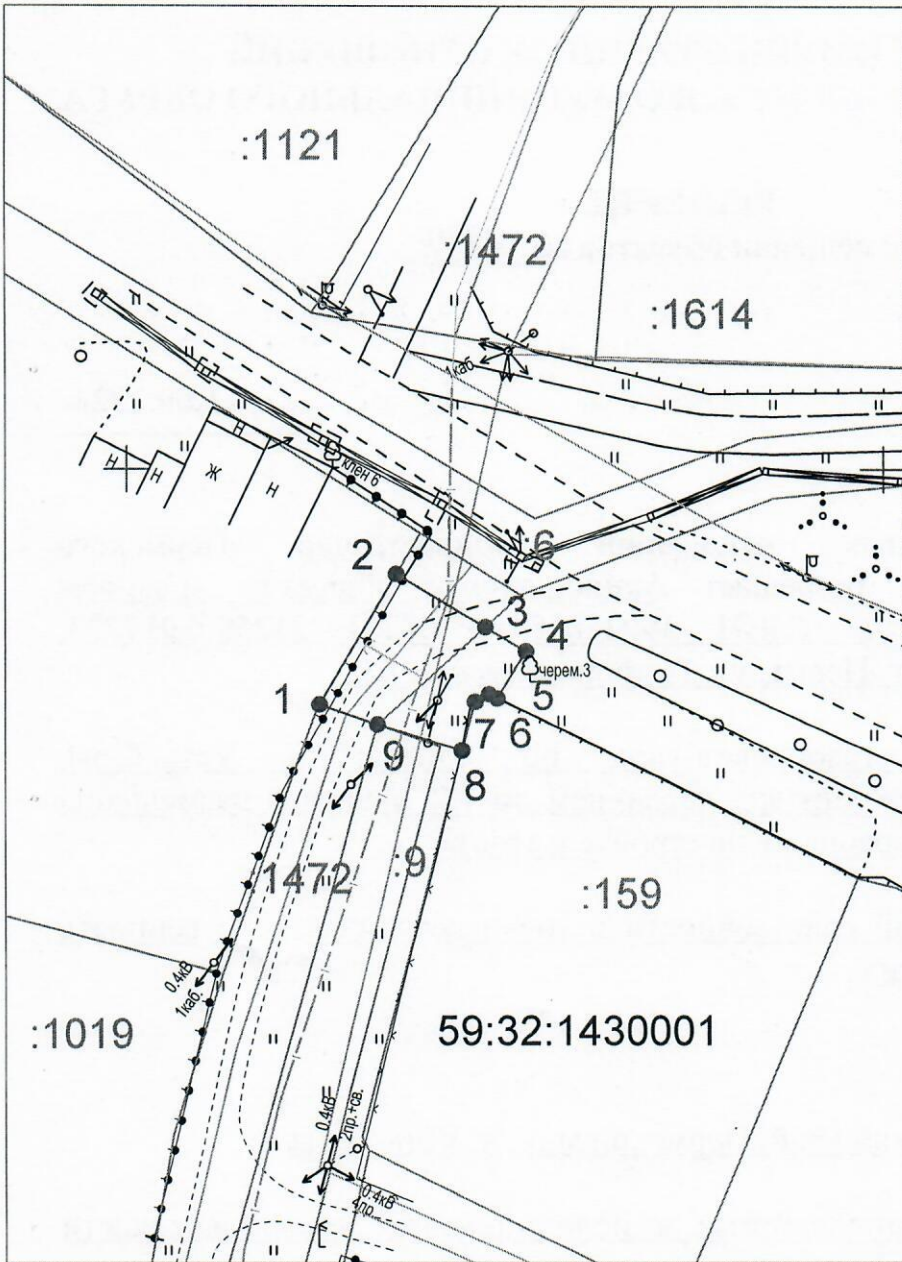 :1121
:1472
:1614
1каб.
клен 6
Н
Н
Н
Ж
Н
:6
2
3
4
черем.3
1
5
6
7
9
8
1472
:9
:159
0.4кВ
1каб.
:1019
59:32:1430001
0.4кВ
2пр.+св.
0.4кВ
4пр.